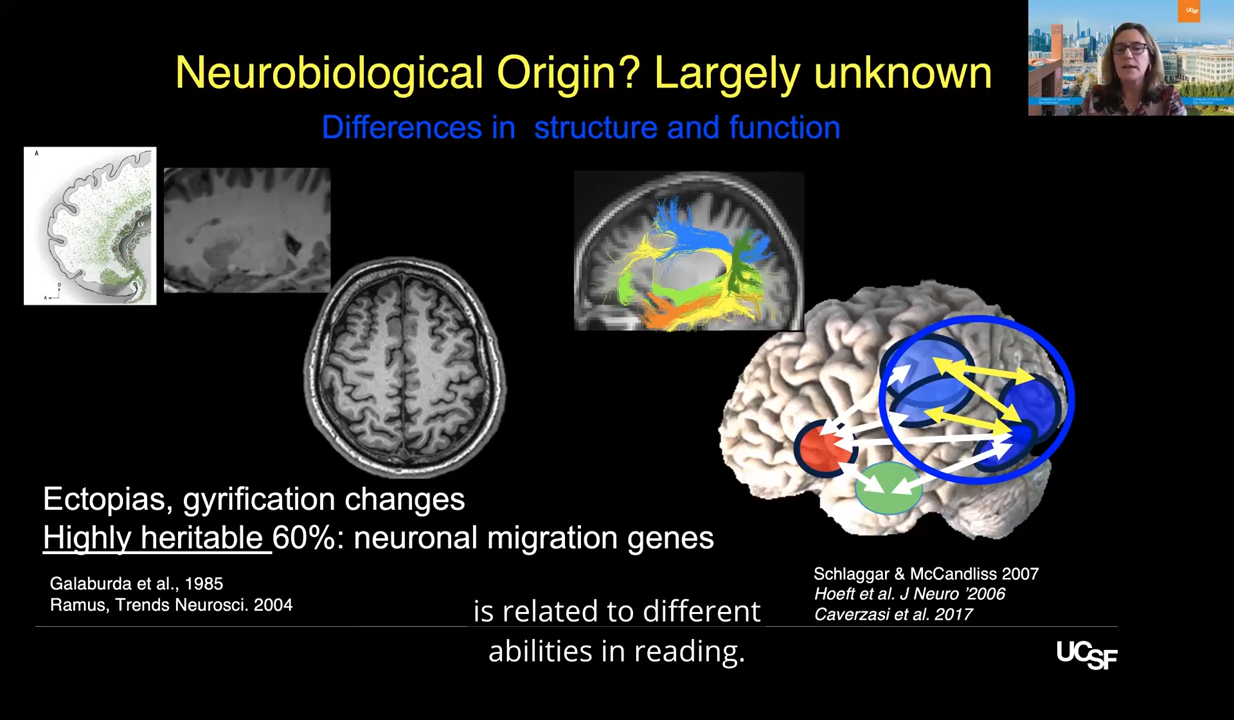 UCSF
Neurobiological Origin? Largely unknown
Differences in structure and function
A
Ectopias, gyrification changes
Highly heritable 60%: neuronal migration genes
Galaburda et al., 1985
Ramus, Trends Neurosci. 2004
Schlaggar & McCandliss 2007
Hoeft et al. J Neuro '2006
Caverzasi et al. 2017
is related to different
abilities in reading.
UCSF